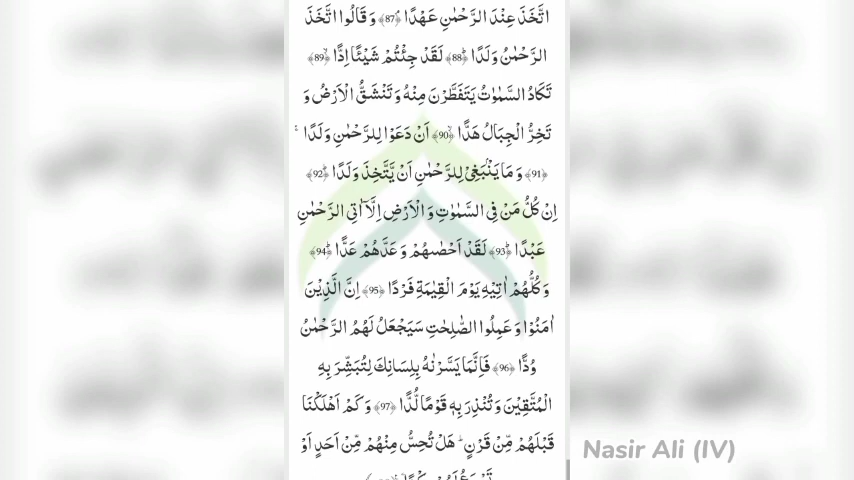 اتَّخَذَ عِنْدَ الرَّحْمٰنِ عَهْدًا ﴿87﴾ۘ وَ قَالُوا اتَّخَذَ
الرَّحْمٰنُ وَلَدًا ﴿88﴾ؕ لَقَدْ جِئْتُمْ شَیْئًا اِدًّا ﴿89﴾ۙ
تَكَادُ السَّمٰوٰتُ یَتَفَطَّرْنَ مِنْهُ وَ تَنْشَقُّ الْاَرْضُ وَ
تَخِرُّ الْجِبَالُ هَدًّا ﴿90﴾ۙ اَنْ دَعَوْا لِلرَّحْمٰنِ وَلَدًا ۚ
﴿91﴾ وَ مَا یَنْۢبَغِیْ لِلرَّحْمٰنِ اَنْ یَّتَّخِذَ وَلَدًا ﴿92﴾ؕ
اِنْ كُلُّ مَنْ فِی السَّمٰوٰتِ وَ الْاَرْضِ اِلَّاۤ اٰتِی الرَّحْمٰنِ
عَبْدًا ﴿93﴾ؕ لَقَدْ اَحْصٰىهُمْ وَ عَدَّهُمْ عَدًّا ﴿94﴾ؕ
وَ كُلُّهُمْ اٰتِیْهِ یَوْمَ الْقِیٰمَةِ فَرْدًا ﴿95﴾ اِنَّ الَّذِیْنَ
اٰمَنُوْا وَ عَمِلُوا الصّٰلِحٰتِ سَیَجْعَلُ لَهُمُ الرَّحْمٰنُ
وُدًّا ﴿96﴾ فَاِنَّمَا یَسَّرْنٰهُ بِلِسَانِكَ لِتُبَشِّرَ بِهِ
الْمُتَّقِیْنَ وَ تُنْذِرَ بِهٖ قَوْمًا لُّدًّا ﴿97﴾ وَ كَمْ اَهْلَكْنَا
قَبْلَهُمْ مِّنْ قَرْنٍ ؕ هَلْ تُحِسُّ مِنْهُمْ مِّنْ اَحَدٍ اَوْ
Nasir Ali (IV)